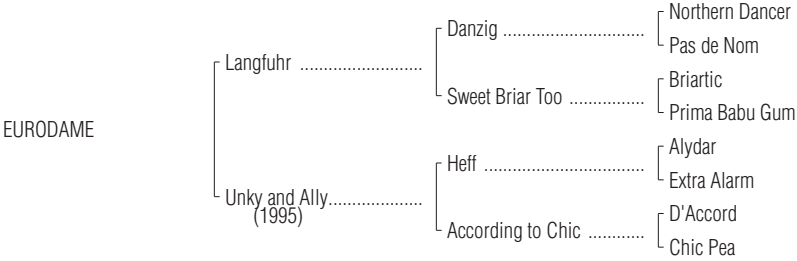 Northern Dancer
Danzig ..............................
Pas de Nom
Langfuhr ..........................
Briartic
Sweet Briar Too ................
Prima Babu Gum
EURODAME
Alydar
Heff ..................................
Extra Alarm
Unky and Ally....................
(1995)
D'Accord
According to Chic ............
Chic Pea